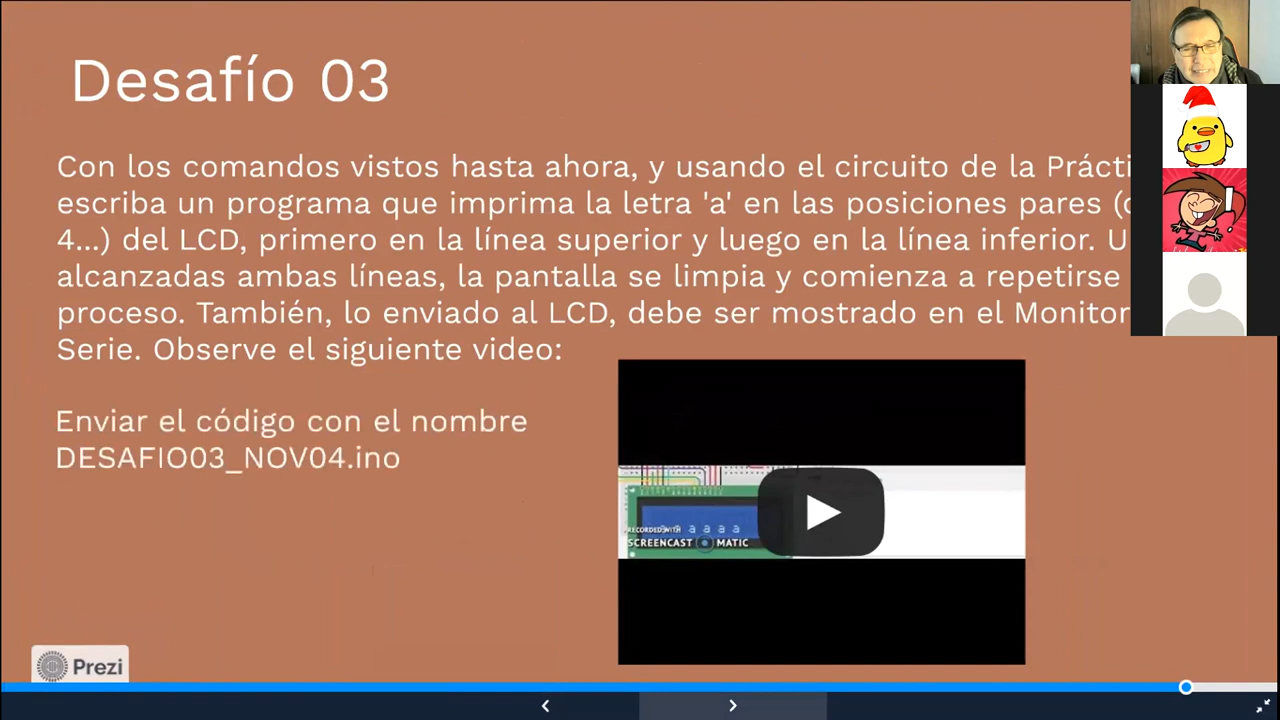 Desafío 03
Con los comandos vistos hasta ahora, y usando el circuito de la
escriba un programa que imprima la letra 'a' en las posiciones pares
4...) del LCD, primero en la línea superior y luego en la línea inferior.
alcanzadas ambas líneas, la pantalla se limpia y comienza a repetirse
proceso. También, lo enviado al LCD, debe ser mostrado en el Monitor
Serie. Observe el siguiente video:
Enviar el código con el nombre
DESAFIO03_NOV04.ino
a a a a
RECORDED WITH
SCREENCAST MATIC
Prezi